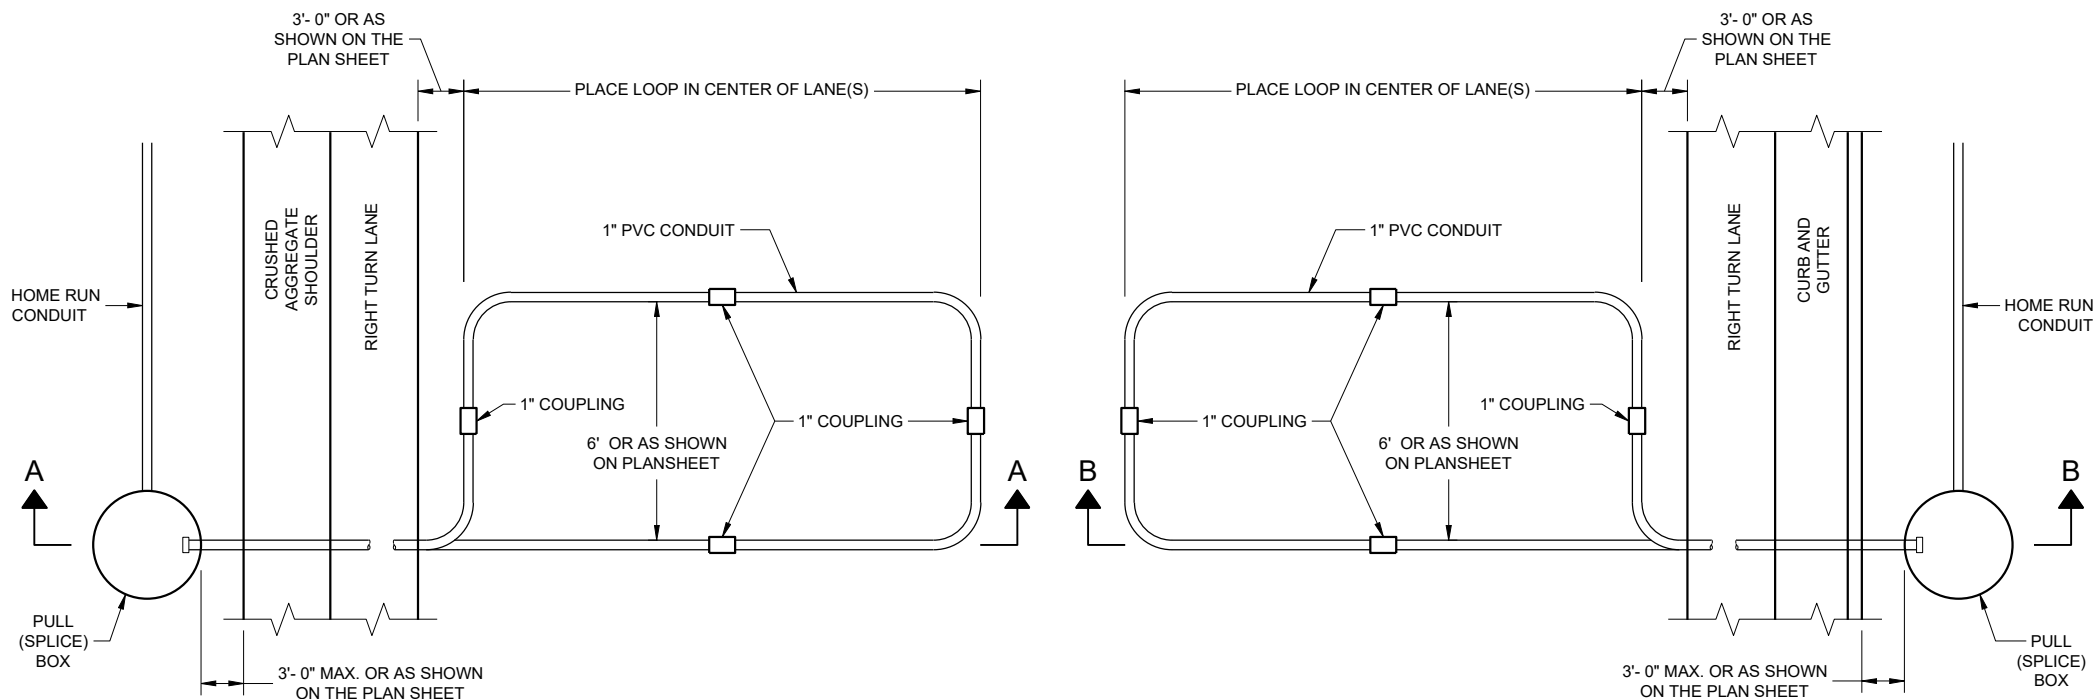 3'- 0" OR AS
SHOWN ON THE
PLAN SHEET
PLACE LOOP IN CENTER OF LANE(S)
CRUSHED
AGGREGATE
SHOULDER
RIGHT TURN LANE
1" PVC CONDUIT
HOME RUN
CONDUIT
1" COUPLING
1" COUPLING
6' OR AS SHOWN
ON PLANSHEET
A
A
PULL
(SPLICE)
BOX
3'- 0" MAX. OR AS SHOWN
ON THE PLAN SHEET
3'- 0" OR AS
SHOWN ON THE
PLAN SHEET
PLACE LOOP IN CENTER OF LANE(S)
1" PVC CONDUIT
RIGHT TURN LANE
CURB AND
GUTTER
HOME RUN
CONDUIT
1" COUPLING
1" COUPLING
6' OR AS SHOWN
ON PLANSHEET
B
B
PULL
(SPLICE)
BOX
3'- 0" MAX. OR AS SHOWN
ON THE PLAN SHEET